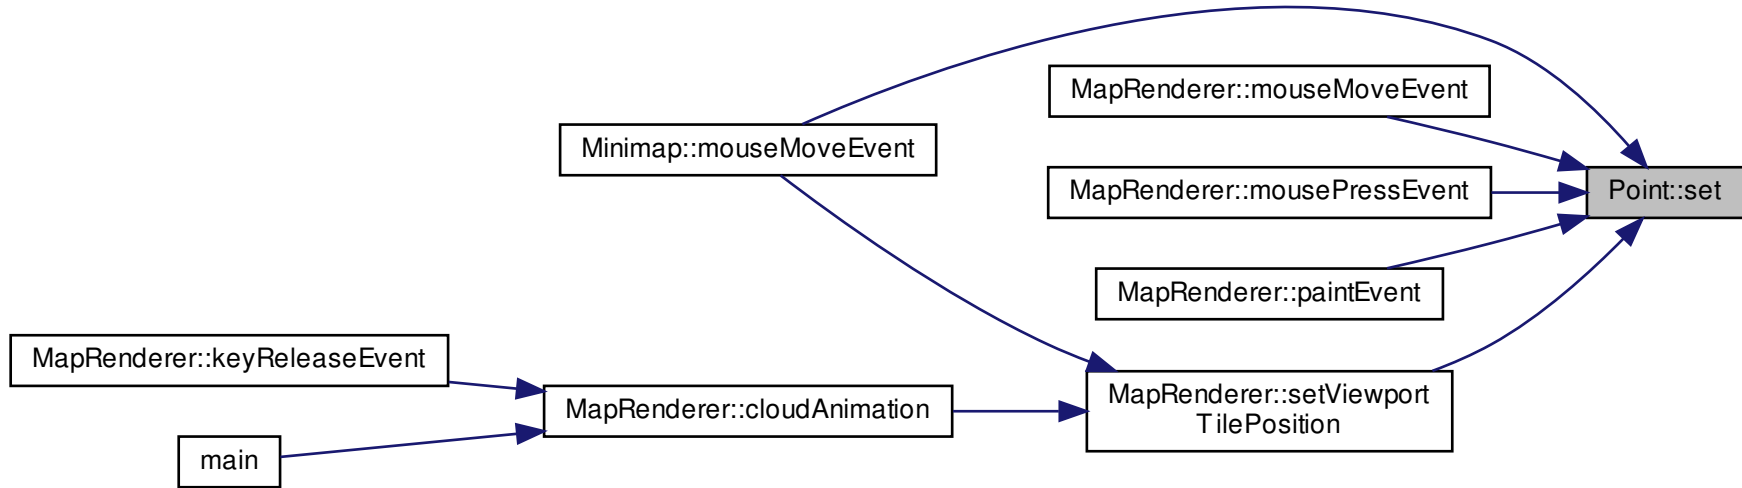 MapRenderer::mouseMoveEvent
Minimap::mouseMoveEvent
MapRenderer::mousePressEvent
Point::set
MapRenderer::paintEvent
MapRenderer::keyReleaseEvent
MapRenderer::cloudAnimation
MapRenderer::setViewport
TilePosition
main